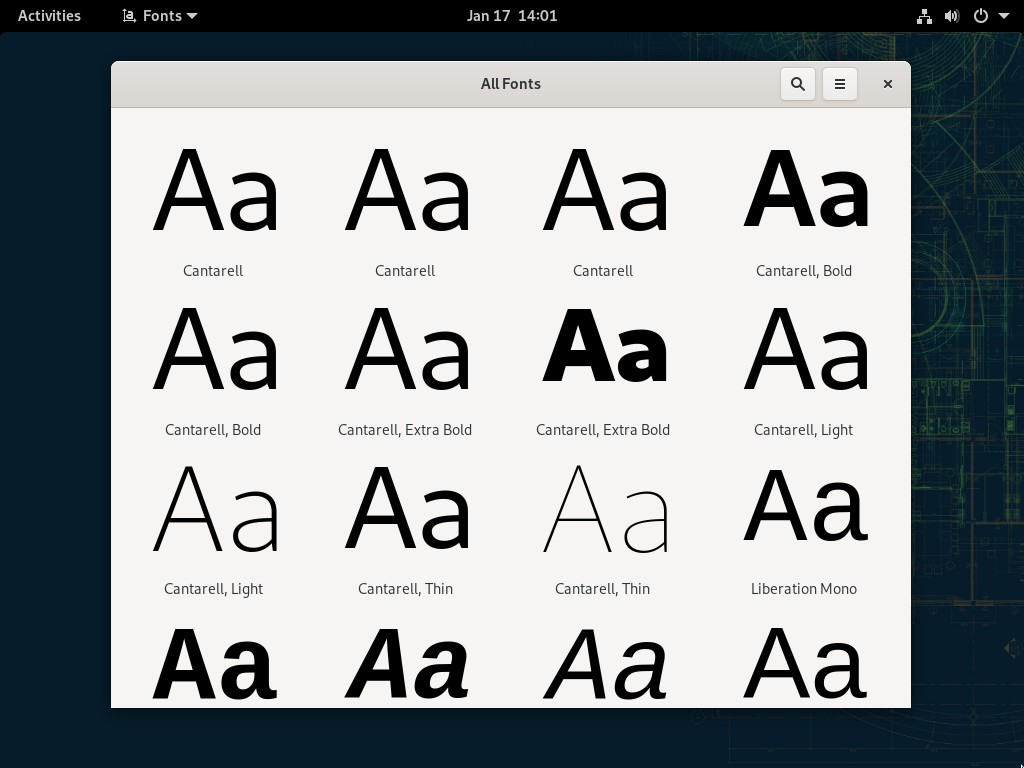 Activities Fonts Jan 17 14:01
All Fonts
Aa Aa Aa Aa
Cantarell Cantarell Cantarell Cantarell, Bold
Aa Aa Aa Aa
Cantarell, Bold Cantarell, Extra Bold Cantarell, Extra Bold Cantarell, Light
Aa Aa Aa Aa
Cantarell, Light Cantarell, Thin Cantarell, Thin Liberation Mono
Aa Aa Aa Aa